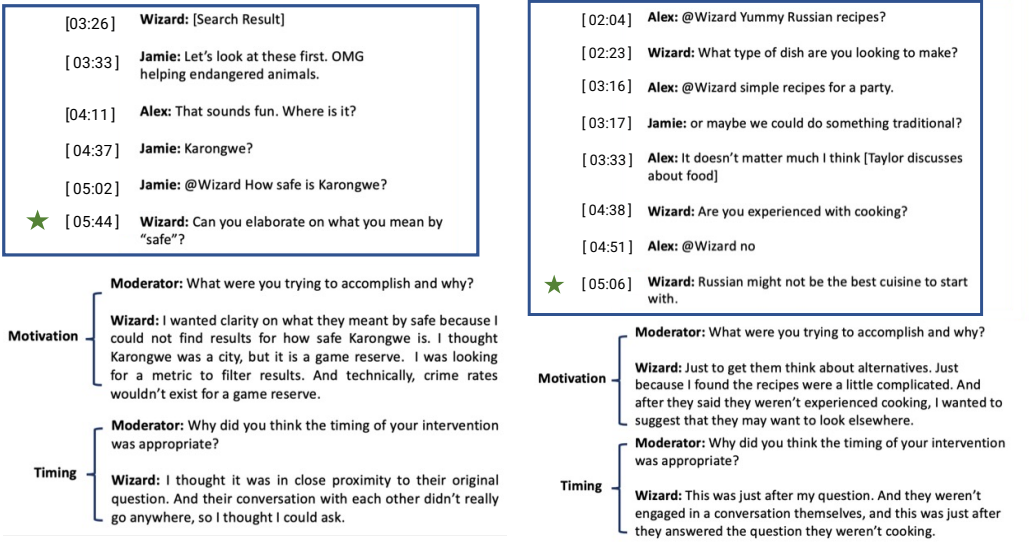 [03:26] Wizard: [Search Result]
[ 03:33] Jamie: Let's look at these first. OMG
helping endangered animals.
[04:11] Alex: That sounds fun. Where is it?
[ 04:37] Jamie: Karongwe?
[ 05:02] Jamie: @Wizard How safe is Karongwe?
[ 05:44] Wizard: Can you elaborate on what you mean by
“safe”?
Moderator: What were you trying to accomplish and why?
Motivation
Wizard: I wanted clarity on what they meant by safe because I
could not find results for how safe Karongwe is. I thought
Karongwe was a city, but it is a game reserve. I was looking
for a metric to filter results. And technically, crime rates
wouldn't exist for a game reserve.
Moderator: Why did you think the timing of your intervention
was appropriate?
Timing
Wizard: I thought it was in close proximity to their original
question. And their conversation with each other didn't really
go anywhere, so I thought I could ask.
[ 02:04] Alex: @Wizard Yummy Russian recipes?
[ 02:23] Wizard: What type of dish are you looking to make?
[ 03:16] Alex: @Wizard simple recipes for a party.
[ 03:17] Jamie: or maybe we could do something traditional?
[ 03:33] Alex: It doesn't matter much I think [Taylor discusses
about food]
[ 04:38] Wizard: Are you experienced with cooking?
[ 04:51] Alex: @Wizard no
[ 05:06] Wizard: Russian might not be the best cuisine to start
with.
Moderator: What were you trying to accomplish and why?
Motivation
Wizard: Just to get them think about alternatives. Just
because I found the recipes were a little complicated. And
after they said they weren't experienced cooking, I wanted to
suggest that they may want to look elsewhere.
Moderator: Why did you think the timing of your intervention
was appropriate?
Timing
Wizard: This was just after my question. And they weren't
engaged in a conversation themselves, and this was just after
they answered the question they weren't cooking.